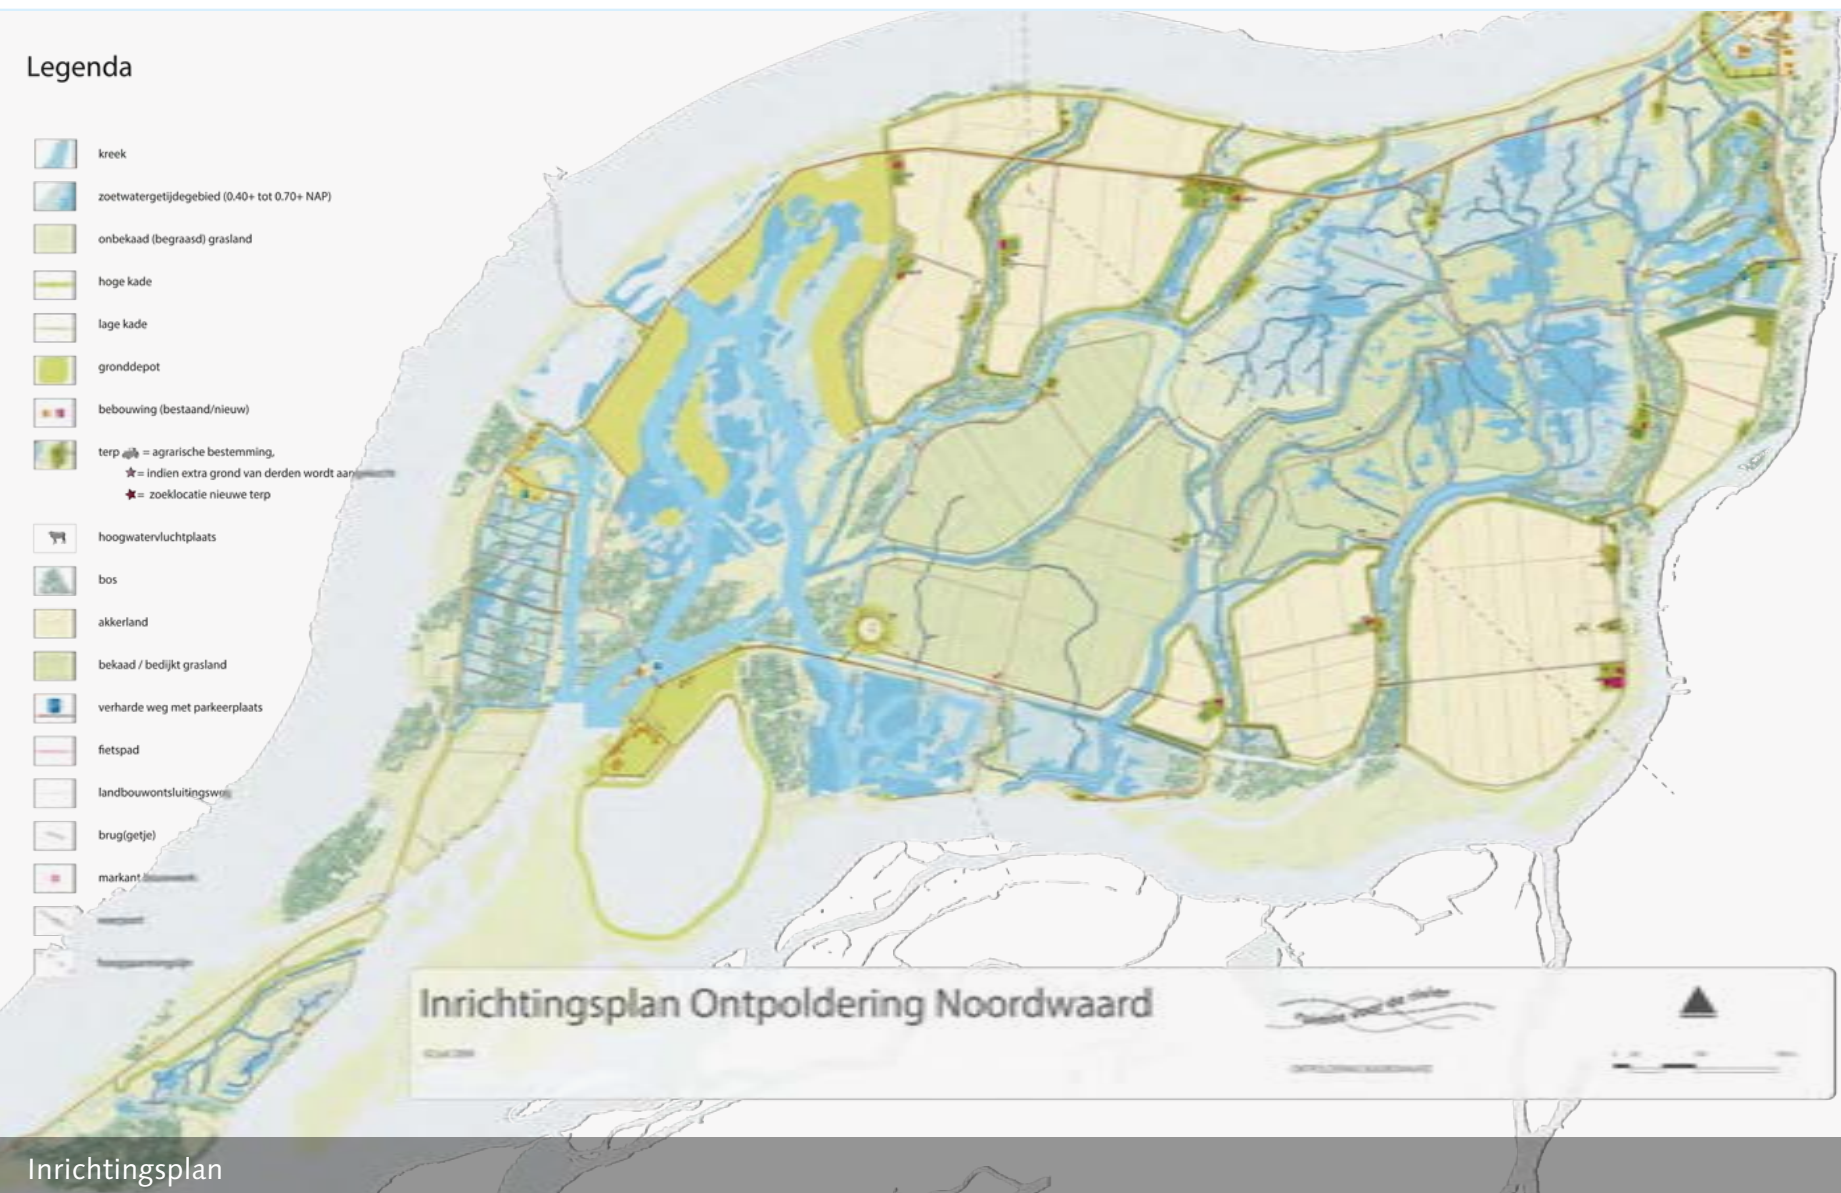 Legenda
kreek
zoetwatergetijdegebied (0.40+ tot 0.70+ NAP)
onbekaad (begraasd) grasland
hoge kade
lage kade
gronddepot
bebouwing (bestaand/nieuw)
terp = agrarische bestemming,
= indien extra grond van derden wordt
= zoeklocatie nieuwe terp
hoogwatervluchtplaats
bos
akkerland
bekaad / bedijkt grasland
verharde weg met parkeerplaats
fietspad
landbouwontsluitingsweg
brug(getje)
markant
Inrichtingsplan Ontpoldering Noordwaard
Inrichtingsplan